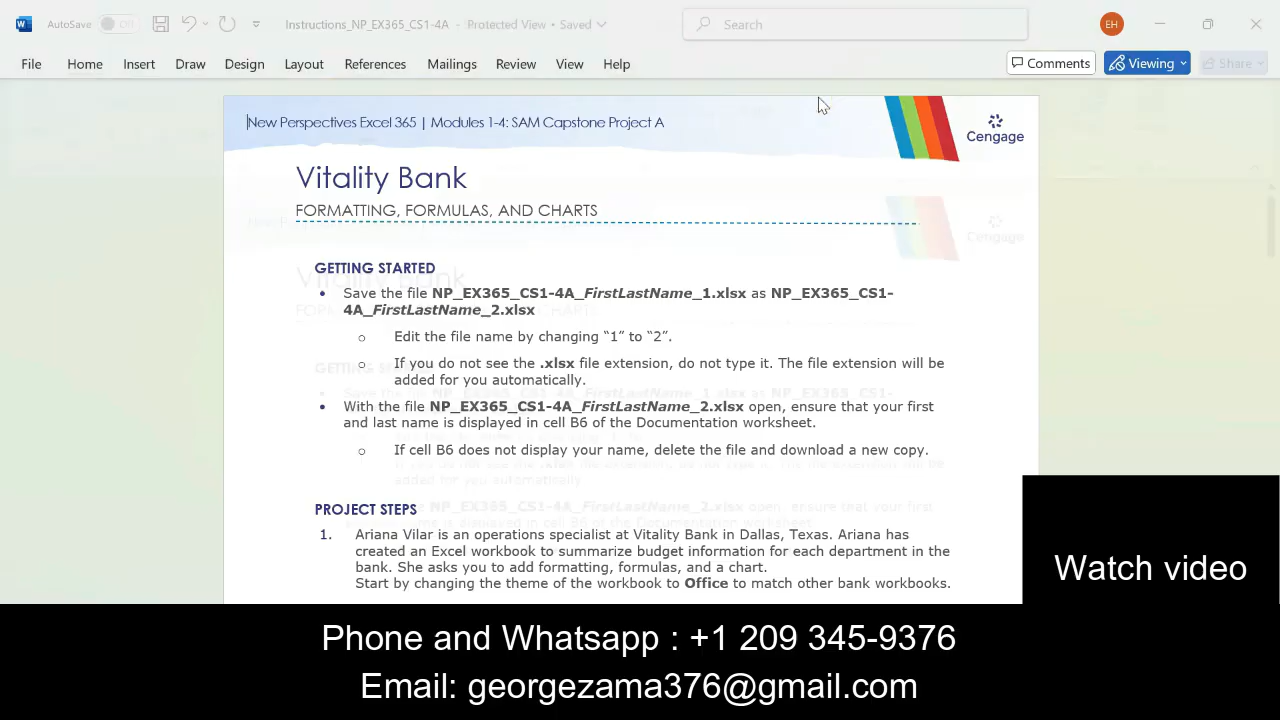 AutoSave Off Instructions_NP_EX365_CS1-4A - Protected View • Saved Search EH
File Home Insert Draw Design Layout References Mailings Review View Help Comments Viewing Share
New Perspectives Excel 365 | Modules 1-4: SAM Capstone Project A
Cengage
Vitality Bank
FORMATTING, FORMULAS, AND CHARTS
GETTING STARTED
• Save the file NP_EX365_CS1-4A_FirstLastName_1.xlsx as NP_EX365_CS1-
4A_FirstLastName_2.xlsx
o Edit the file name by changing “1” to “2”.
o If you do not see the .xlsx file extension, do not type it. The file extension will be
added for you automatically.
• With the file NP_EX365_CS1-4A_FirstLastName_2.xlsx open, ensure that your first
and last name is displayed in cell B6 of the Documentation worksheet.
o If cell B6 does not display your name, delete the file and download a new copy.
PROJECT STEPS
1. Ariana Vilar is an operations specialist at Vitality Bank in Dallas, Texas. Ariana has
created an Excel workbook to summarize budget information for each department in the
bank. She asks you to add formatting, formulas, and a chart.
Start by changing the theme of the workbook to Office to match other bank workbooks.
Watch video
Phone and Whatsapp : +1 209 345-9376
Email: georgezama376@gmail.com